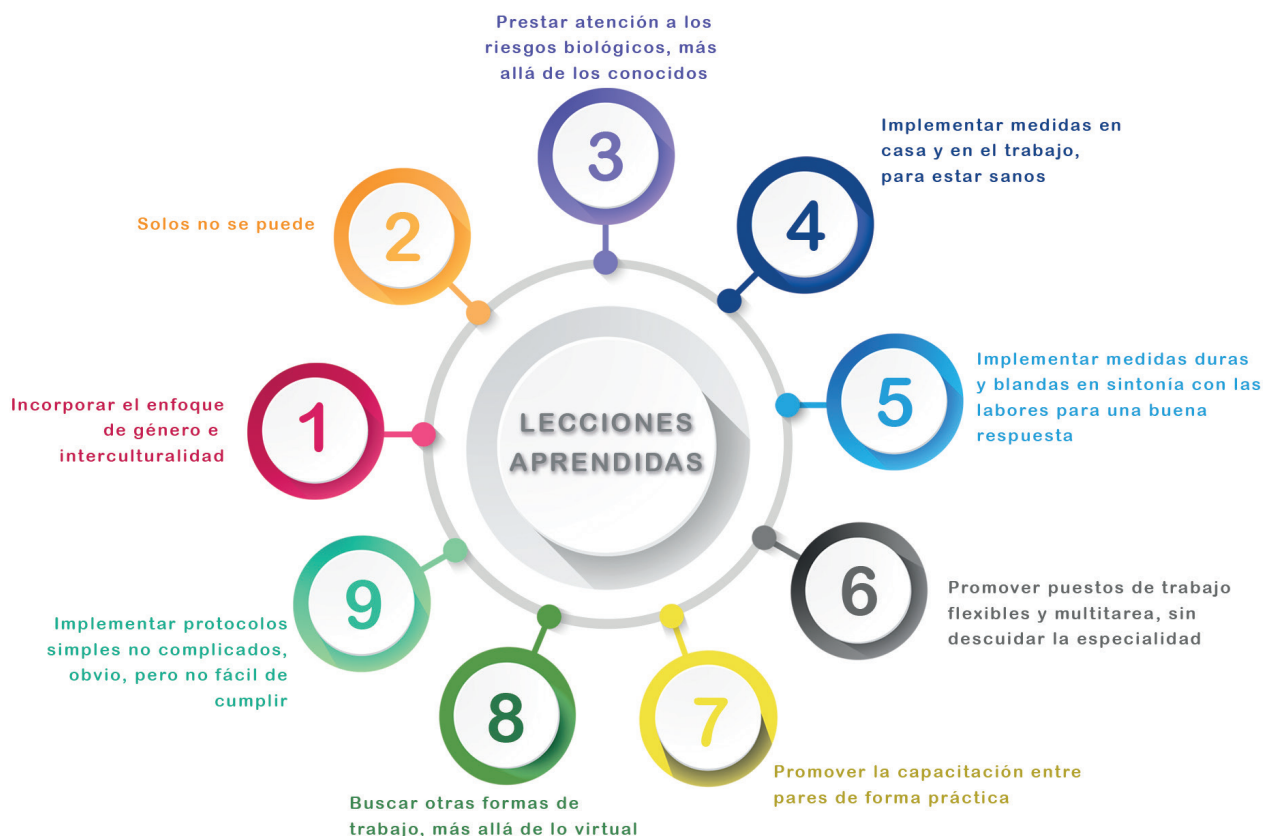 LECCIONES
APRENDIDAS
1
Incorporar el enfoque
de género e
interculturalidad
2
Solos no se puede
3
Prestar atención a los
riesgos biológicos, más
allá de los conocidos
4
Implementar medidas en
casa y en el trabajo,
para estar sanos
5
Implementar medidas duras
y blandas en sintonía con las
labores para una buena
respuesta
6
Promover puestos de trabajo
flexibles y multitarea, sin
descuidar la especialidad
7
Promover la capacitación entre
pares de forma práctica
8
Buscar otras formas de
trabajo, más allá de lo virtual
9
Implementar protocolos
simples no complicados,
obvio, pero no fácil de
cumplir